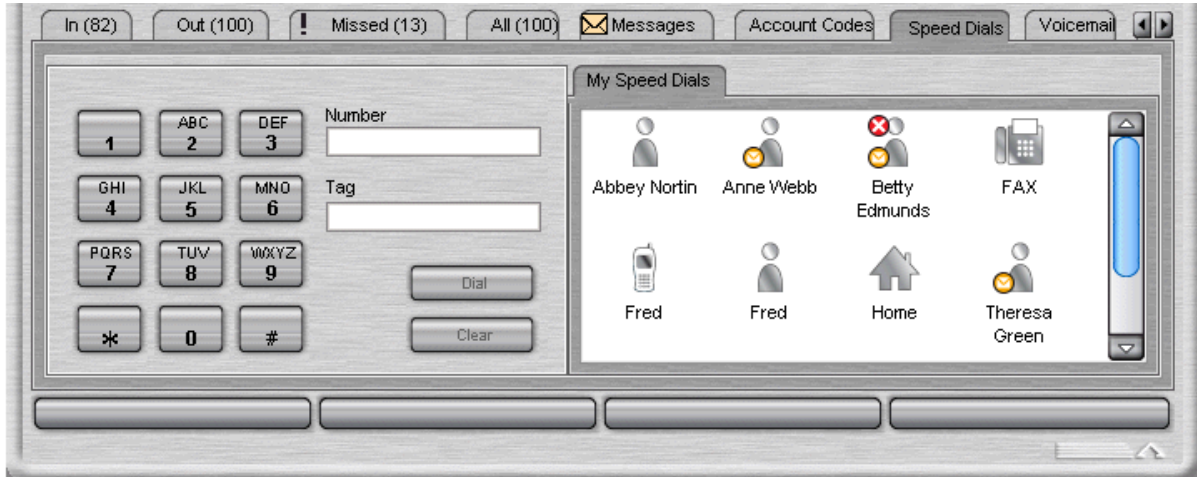 In (82) Out (100) ! Missed (13) All (100) Messages Account Codes Speed Dials Voicemail
My Speed Dials
Number
1 ABC 2 DEF 3
GHI 4 JKL 5 MNO 6
Tag
PQRS 7 TUV 8 WXYZ 9
* 0 #
Dial
Clear
Abbey Nortin Anne Webb Betty Edmunds FAX
Fred Fred Home Theresa Green